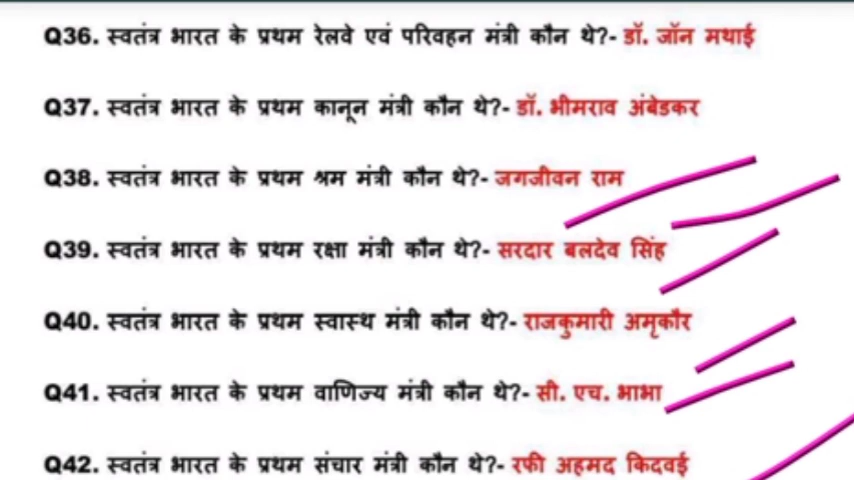 Q36. स्वतंत्र भारत के प्रथम रेलवे एवं परिवहन मंत्री कौन थे?- डॉ. जॉन मथाई
Q37. स्वतंत्र भारत के प्रथम कानून मंत्री कौन थे?- डॉ. भीमराव अंबेडकर
Q38. स्वतंत्र भारत के प्रथम श्रम मंत्री कौन थे?- जगजीवन राम
Q39. स्वतंत्र भारत के प्रथम रक्षा मंत्री कौन थे?- सरदार बलदेव सिंह
Q40. स्वतंत्र भारत के प्रथम स्वास्थ मंत्री कौन थे?- राजकुमारी अमृकौर
Q41. स्वतंत्र भारत के प्रथम वाणिज्य मंत्री कौन थे?- सी. एच. भाभा
Q42. स्वतंत्र भारत के प्रथम संचार मंत्री कौन थे?- रफी अहमद किदवई